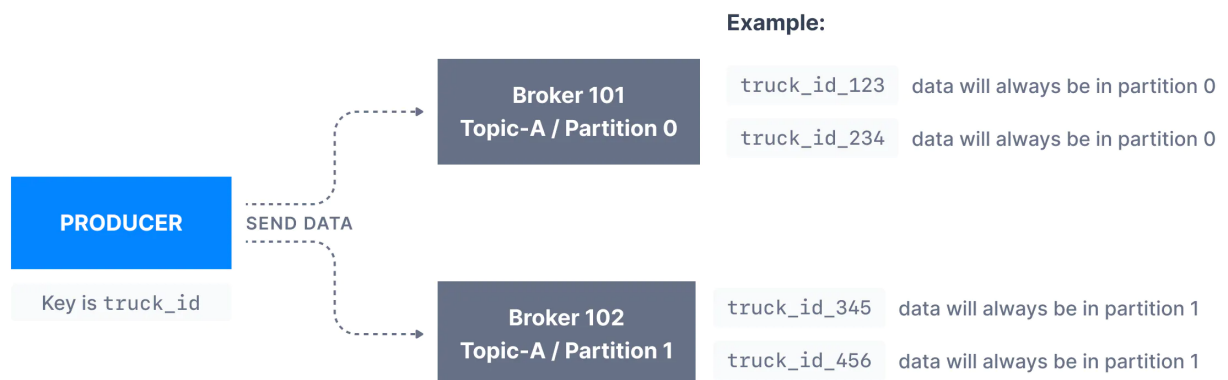 Example:
Broker 101
Topic-A / Partition 0
truck_id_123 data will always be in partition 0
truck_id_234 data will always be in partition 0
PRODUCER
SEND DATA
Key is truck_id
Broker 102
Topic-A / Partition 1
truck_id_345 data will always be in partition 1
truck_id_456 data will always be in partition 1